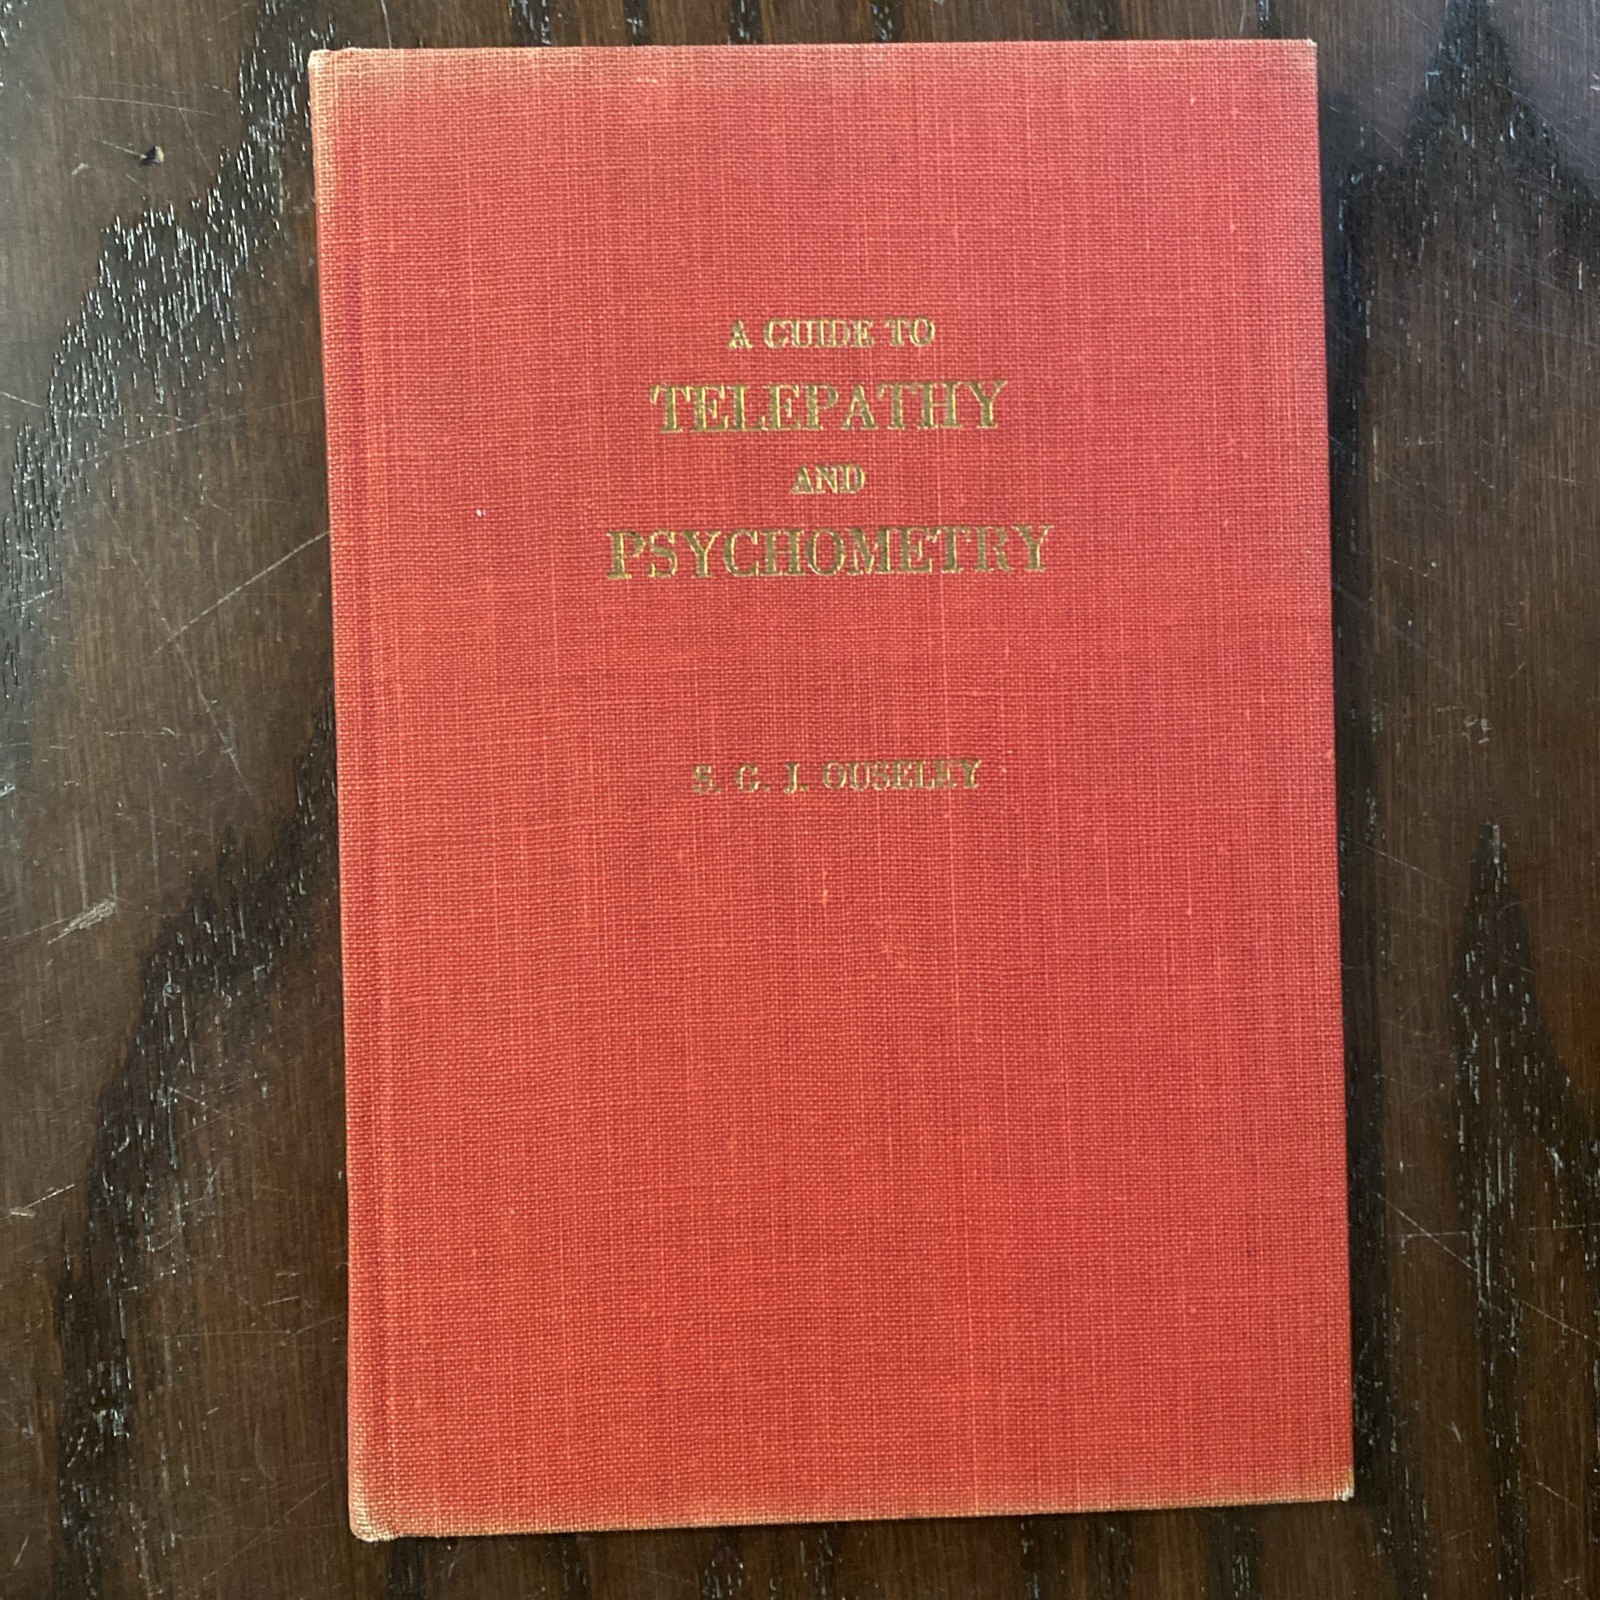 A GUIDE TO
TELEPATHY
AND
PSYCHOMETRY
S. G. J. OUSELEY